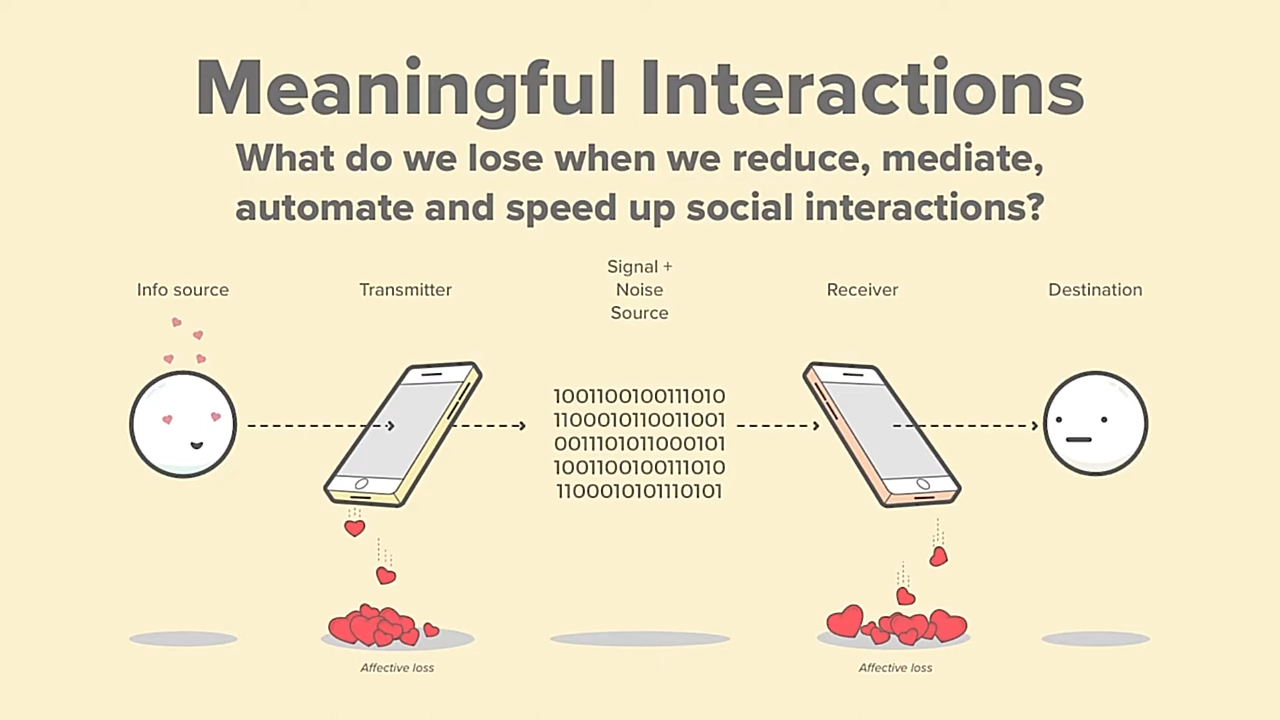 Meaningful Interactions
What do we lose when we reduce, mediate,
automate and speed up social interactions?
Info source
Transmitter
Signal +
Noise
Source
Receiver
Destination
1001100100111010
1100010110011001
0011101011000101
1001100100111010
1100010101110101
Affective loss
Affective loss